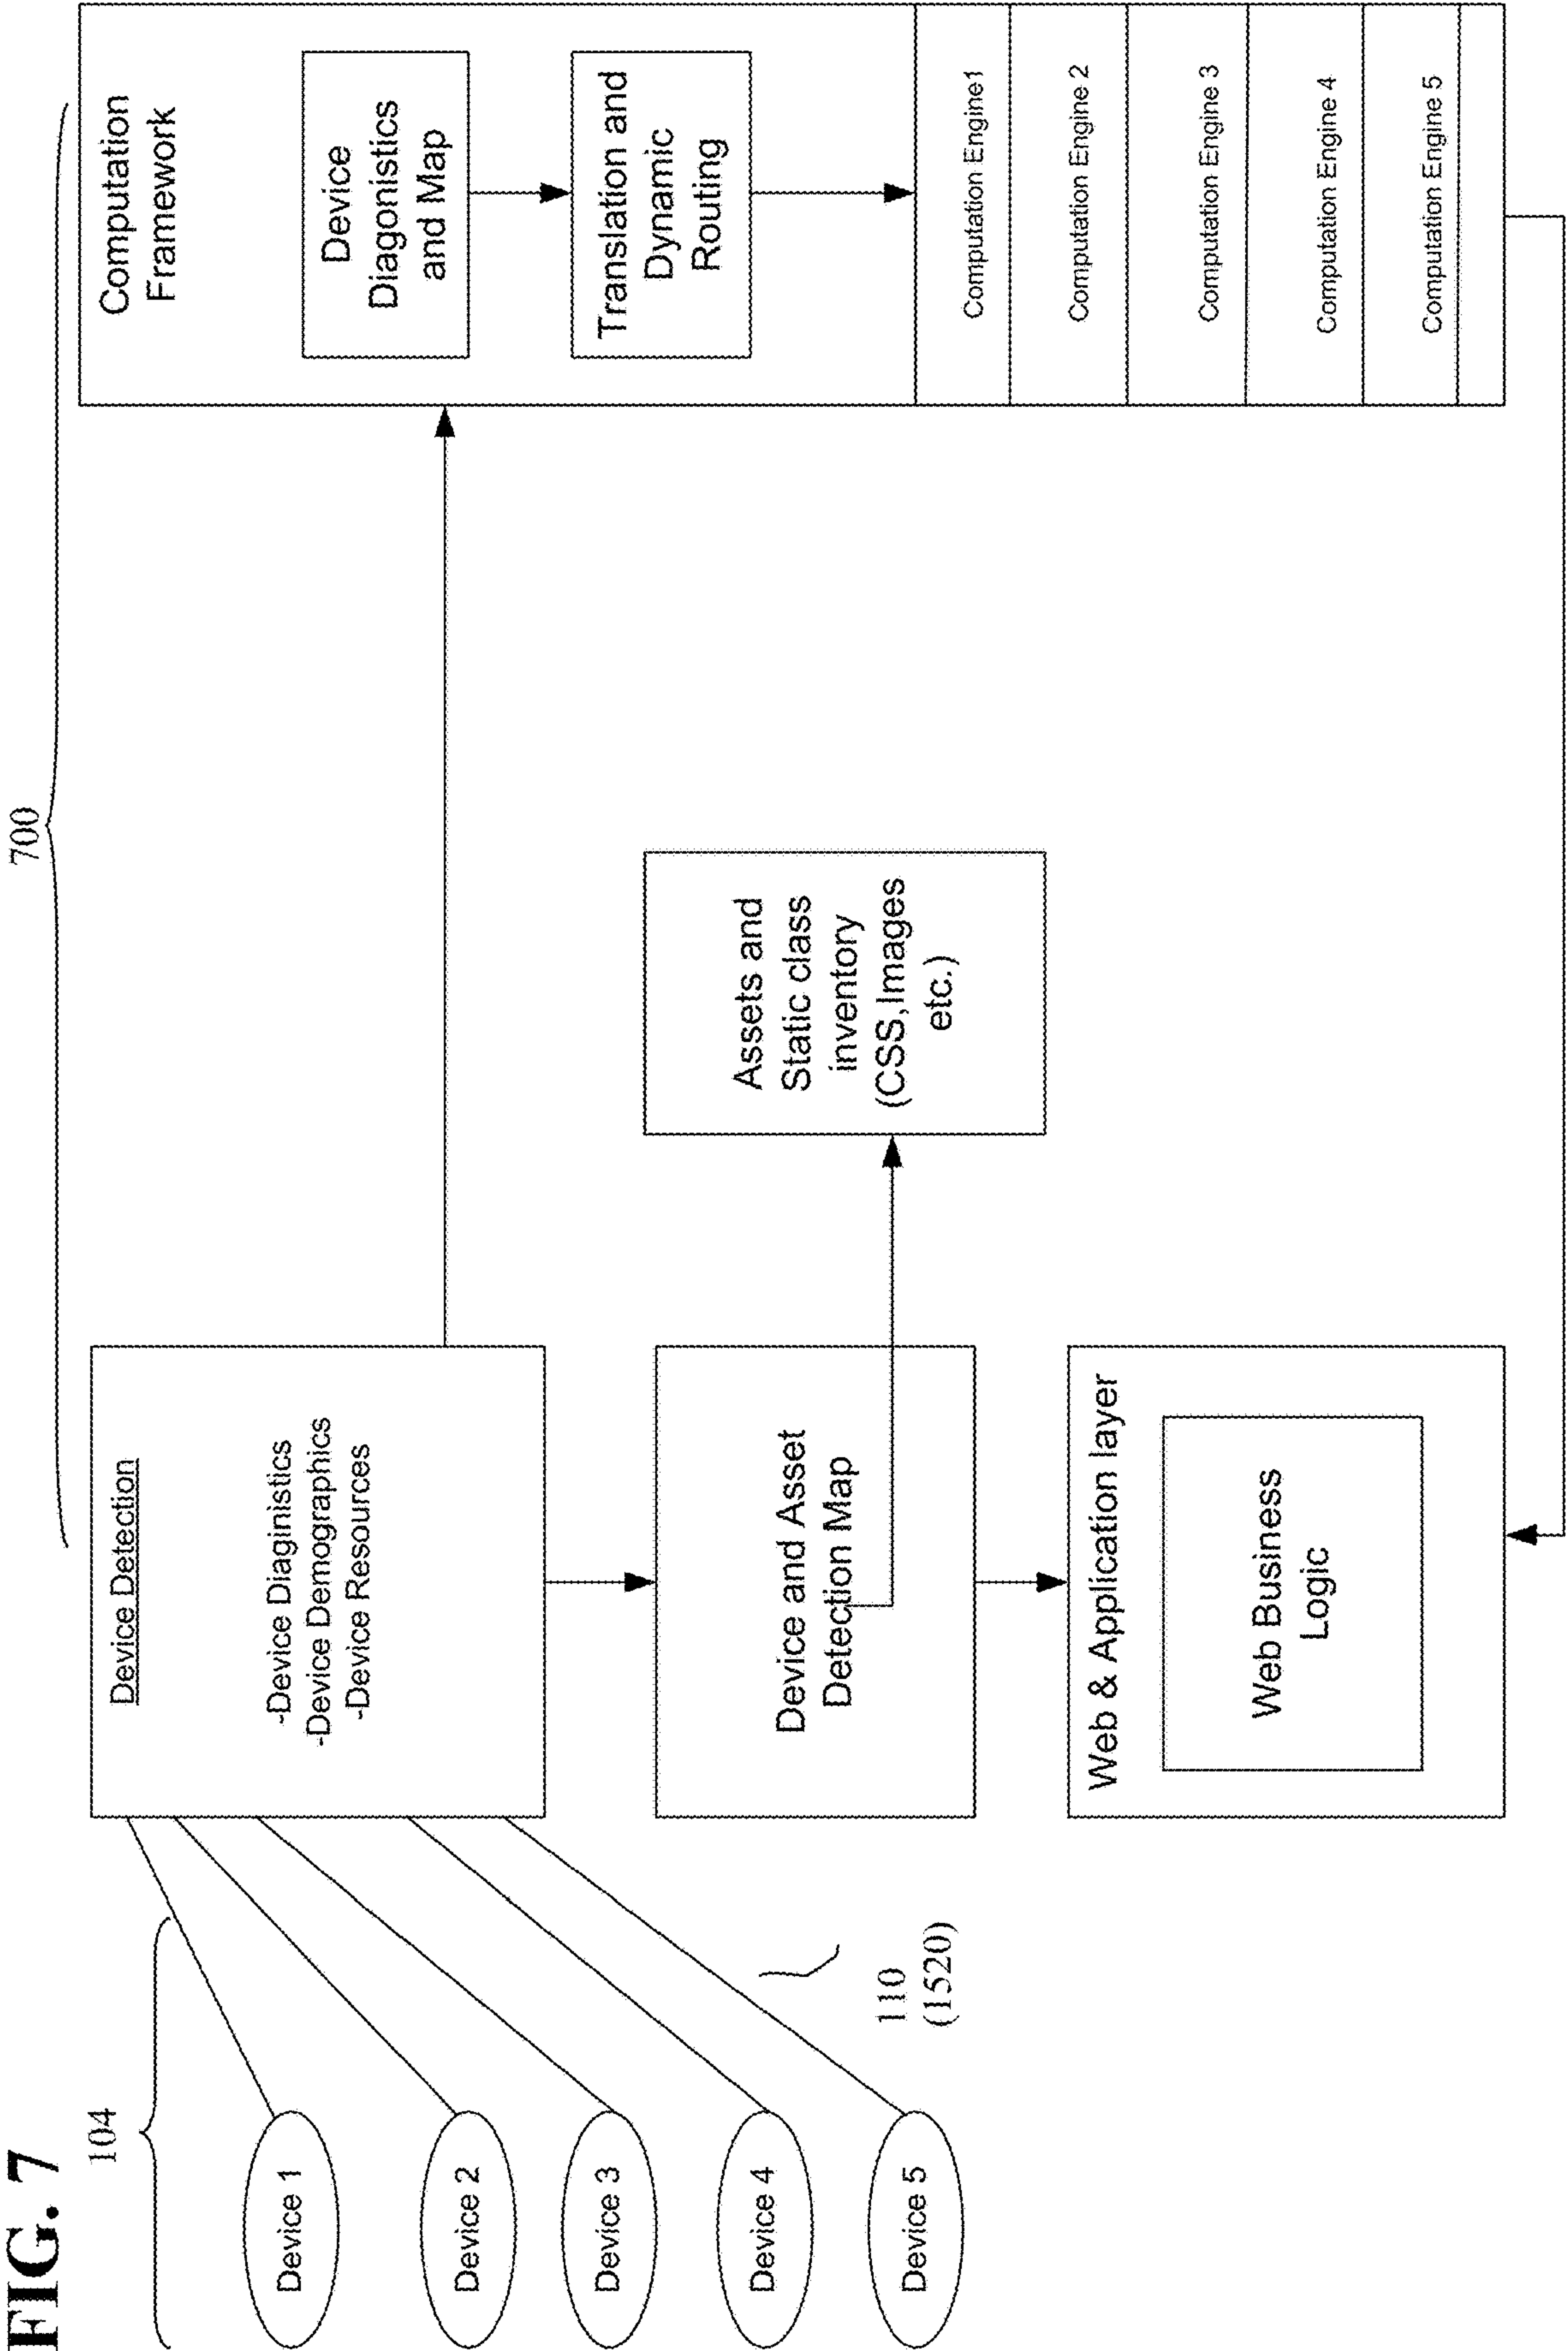 FIG. 7
104
700
Device 1
Device 2
Device 3
Device 4
Device 5
110
(1520)
Device Detection
-Device Diaginistics
-Device Demographics
-Device Resources
Device and Asset
Detection Map
Web & Application layer
Web Business
Logic
Assets and
Static class
inventory
(CSS,Images
etc.)
Computation
Framework
Device
Diagonistics
and Map
Translation and
Dynamic
Routing
Computation Engine1
Computation Engine 2
Computation Engine 3
Computation Engine 4
Computation Engine 5